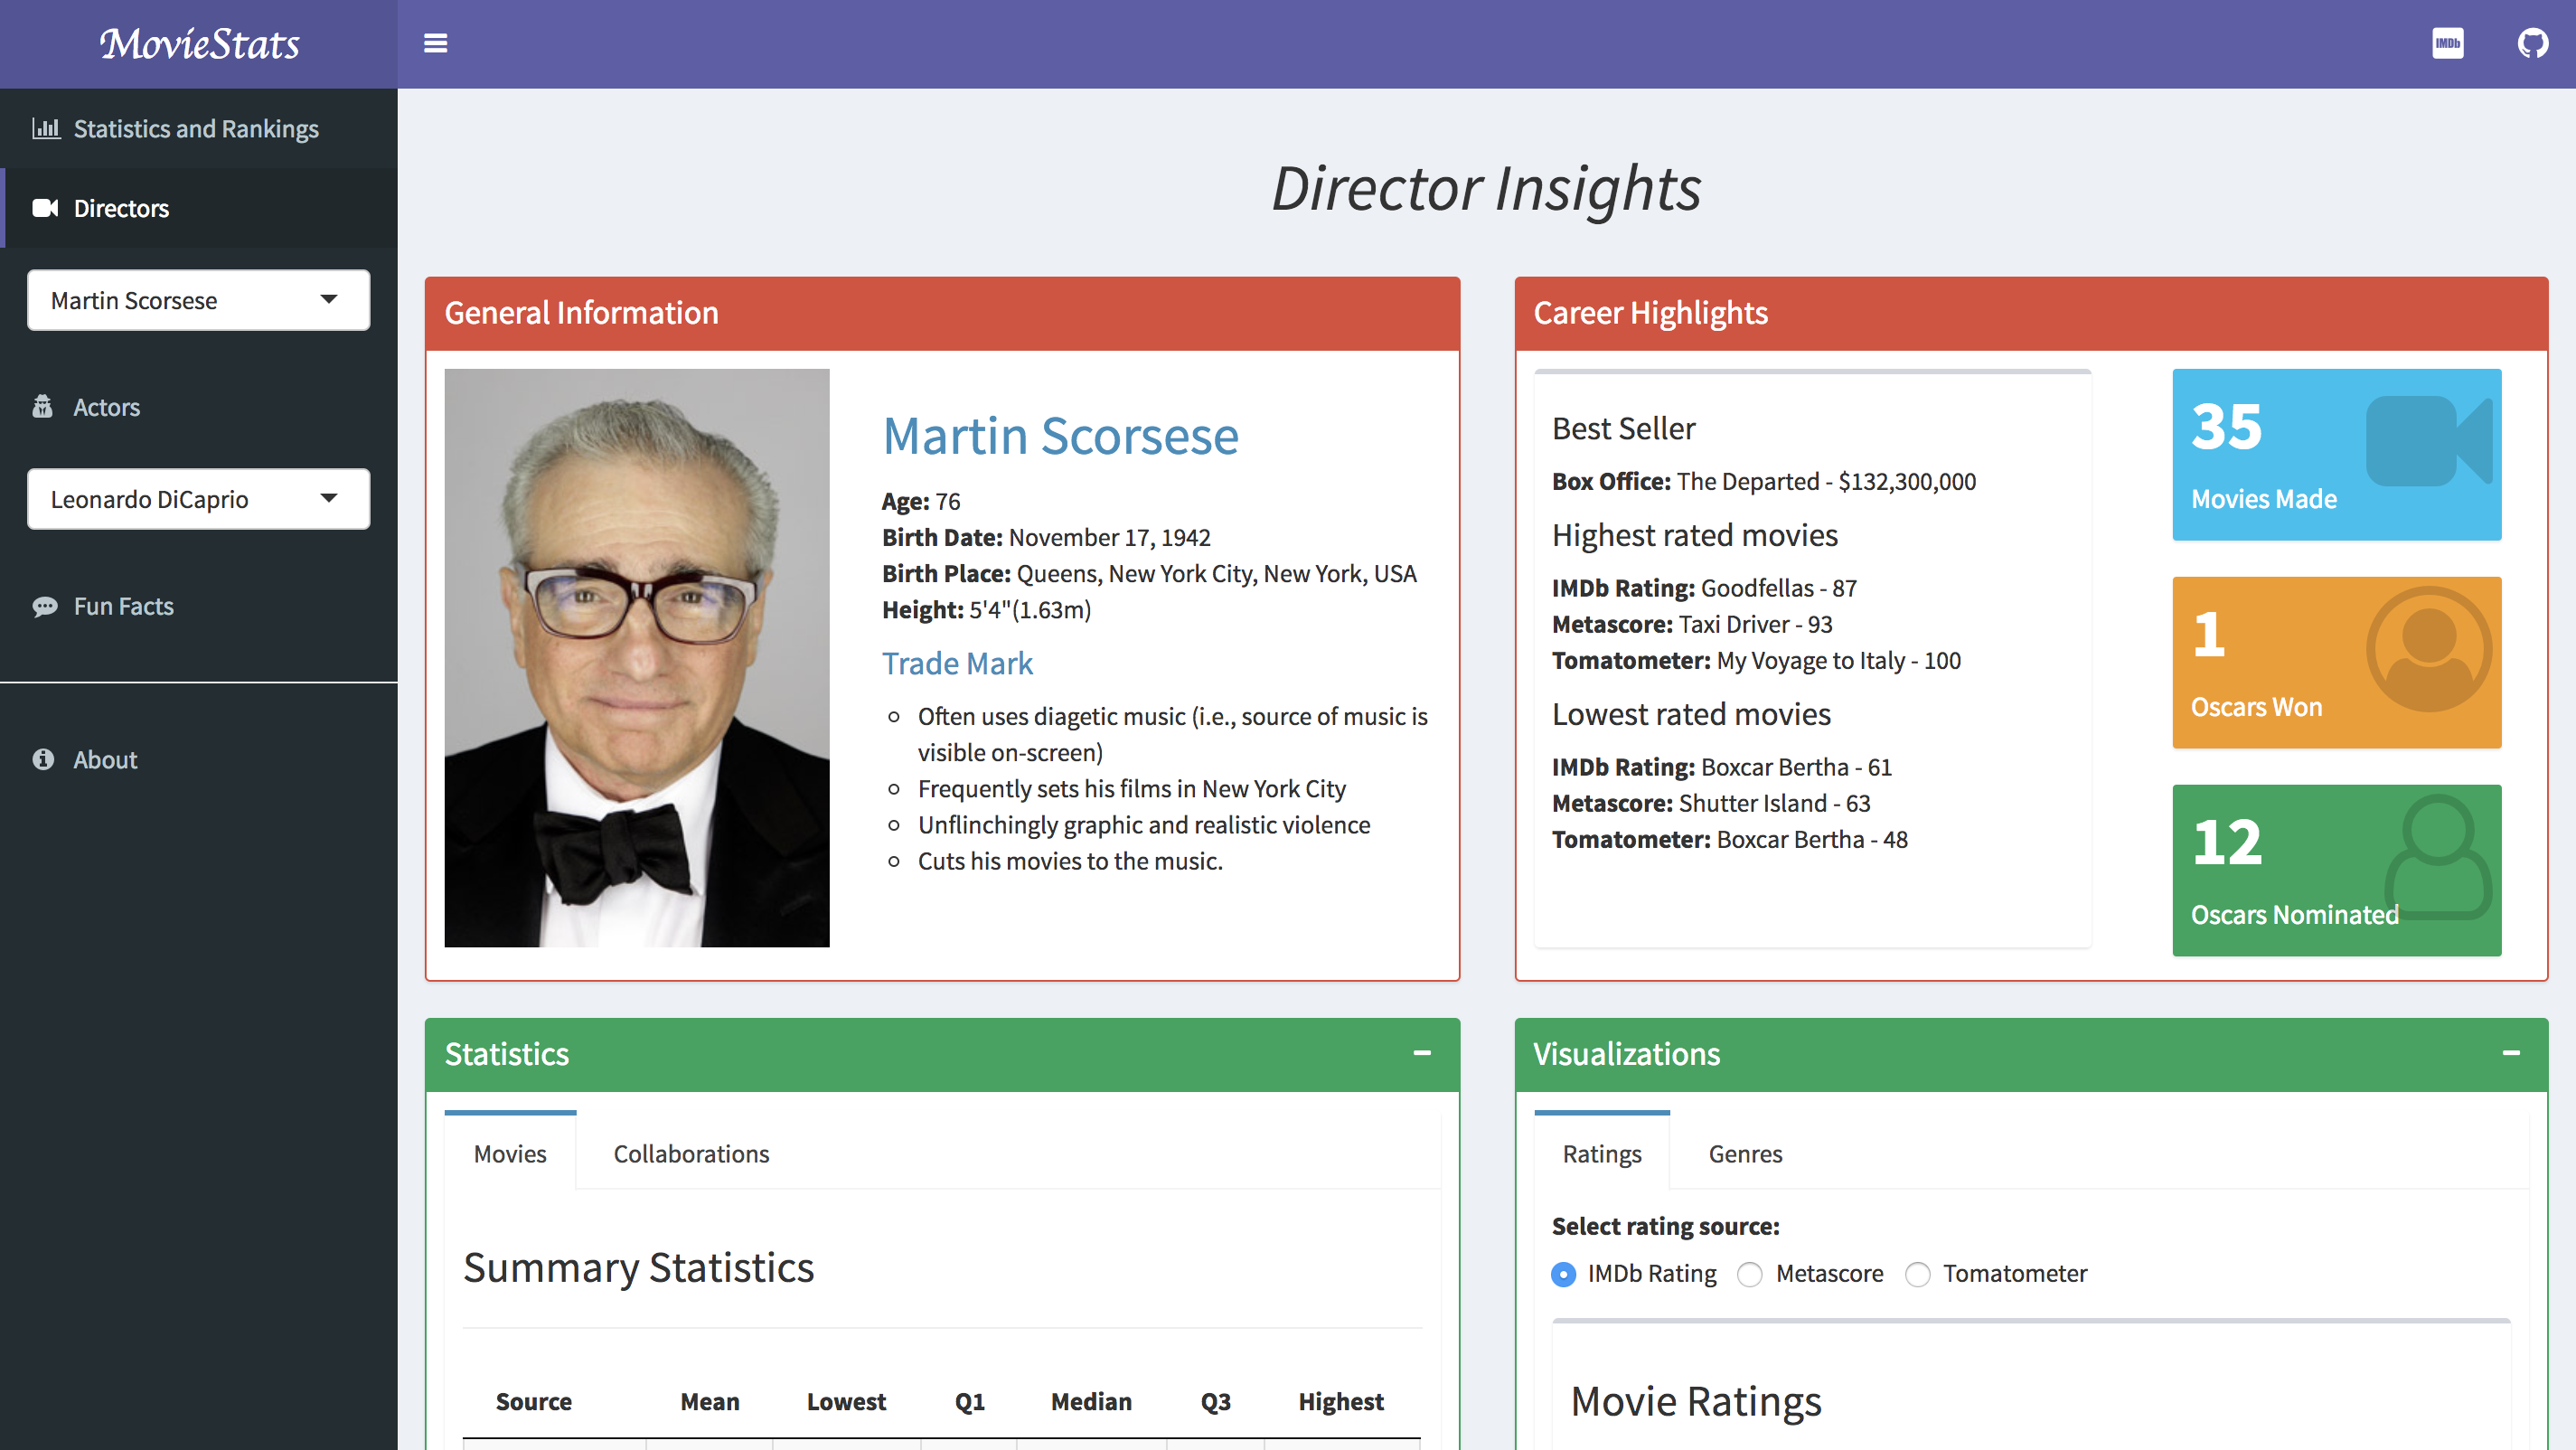 MovieStats
IMDb
Statistics and Rankings
Directors
Martin Scorsese
Actors
Leonardo DiCaprio
Fun Facts
About
Director Insights
General Information
Martin Scorsese
Age: 76
Birth Date: November 17, 1942
Birth Place: Queens, New York City, New York, USA
Height: 5'4"(1.63m)
Trade Mark
Often uses diagetic music (i.e., source of music is
visible on-screen)
Frequently sets his films in New York City
Unflinchingly graphic and realistic violence
Cuts his movies to the music.
Career Highlights
Best Seller
Box Office: The Departed - $132,300,000
Highest rated movies
IMDb Rating: Goodfellas - 87
Metascore: Taxi Driver - 93
Tomatometer: My Voyage to Italy - 100
Lowest rated movies
IMDb Rating: Boxcar Bertha - 61
Metascore: Shutter Island - 63
Tomatometer: Boxcar Bertha - 48
35
Movies Made
1
Oscars Won
12
Oscars Nominated
Statistics
Movies Collaborations
Summary Statistics
Source Mean Lowest Q1 Median Q3 Highest
Visualizations
Ratings Genres
Select rating source:
IMDb Rating Metascore Tomatometer
Movie Ratings